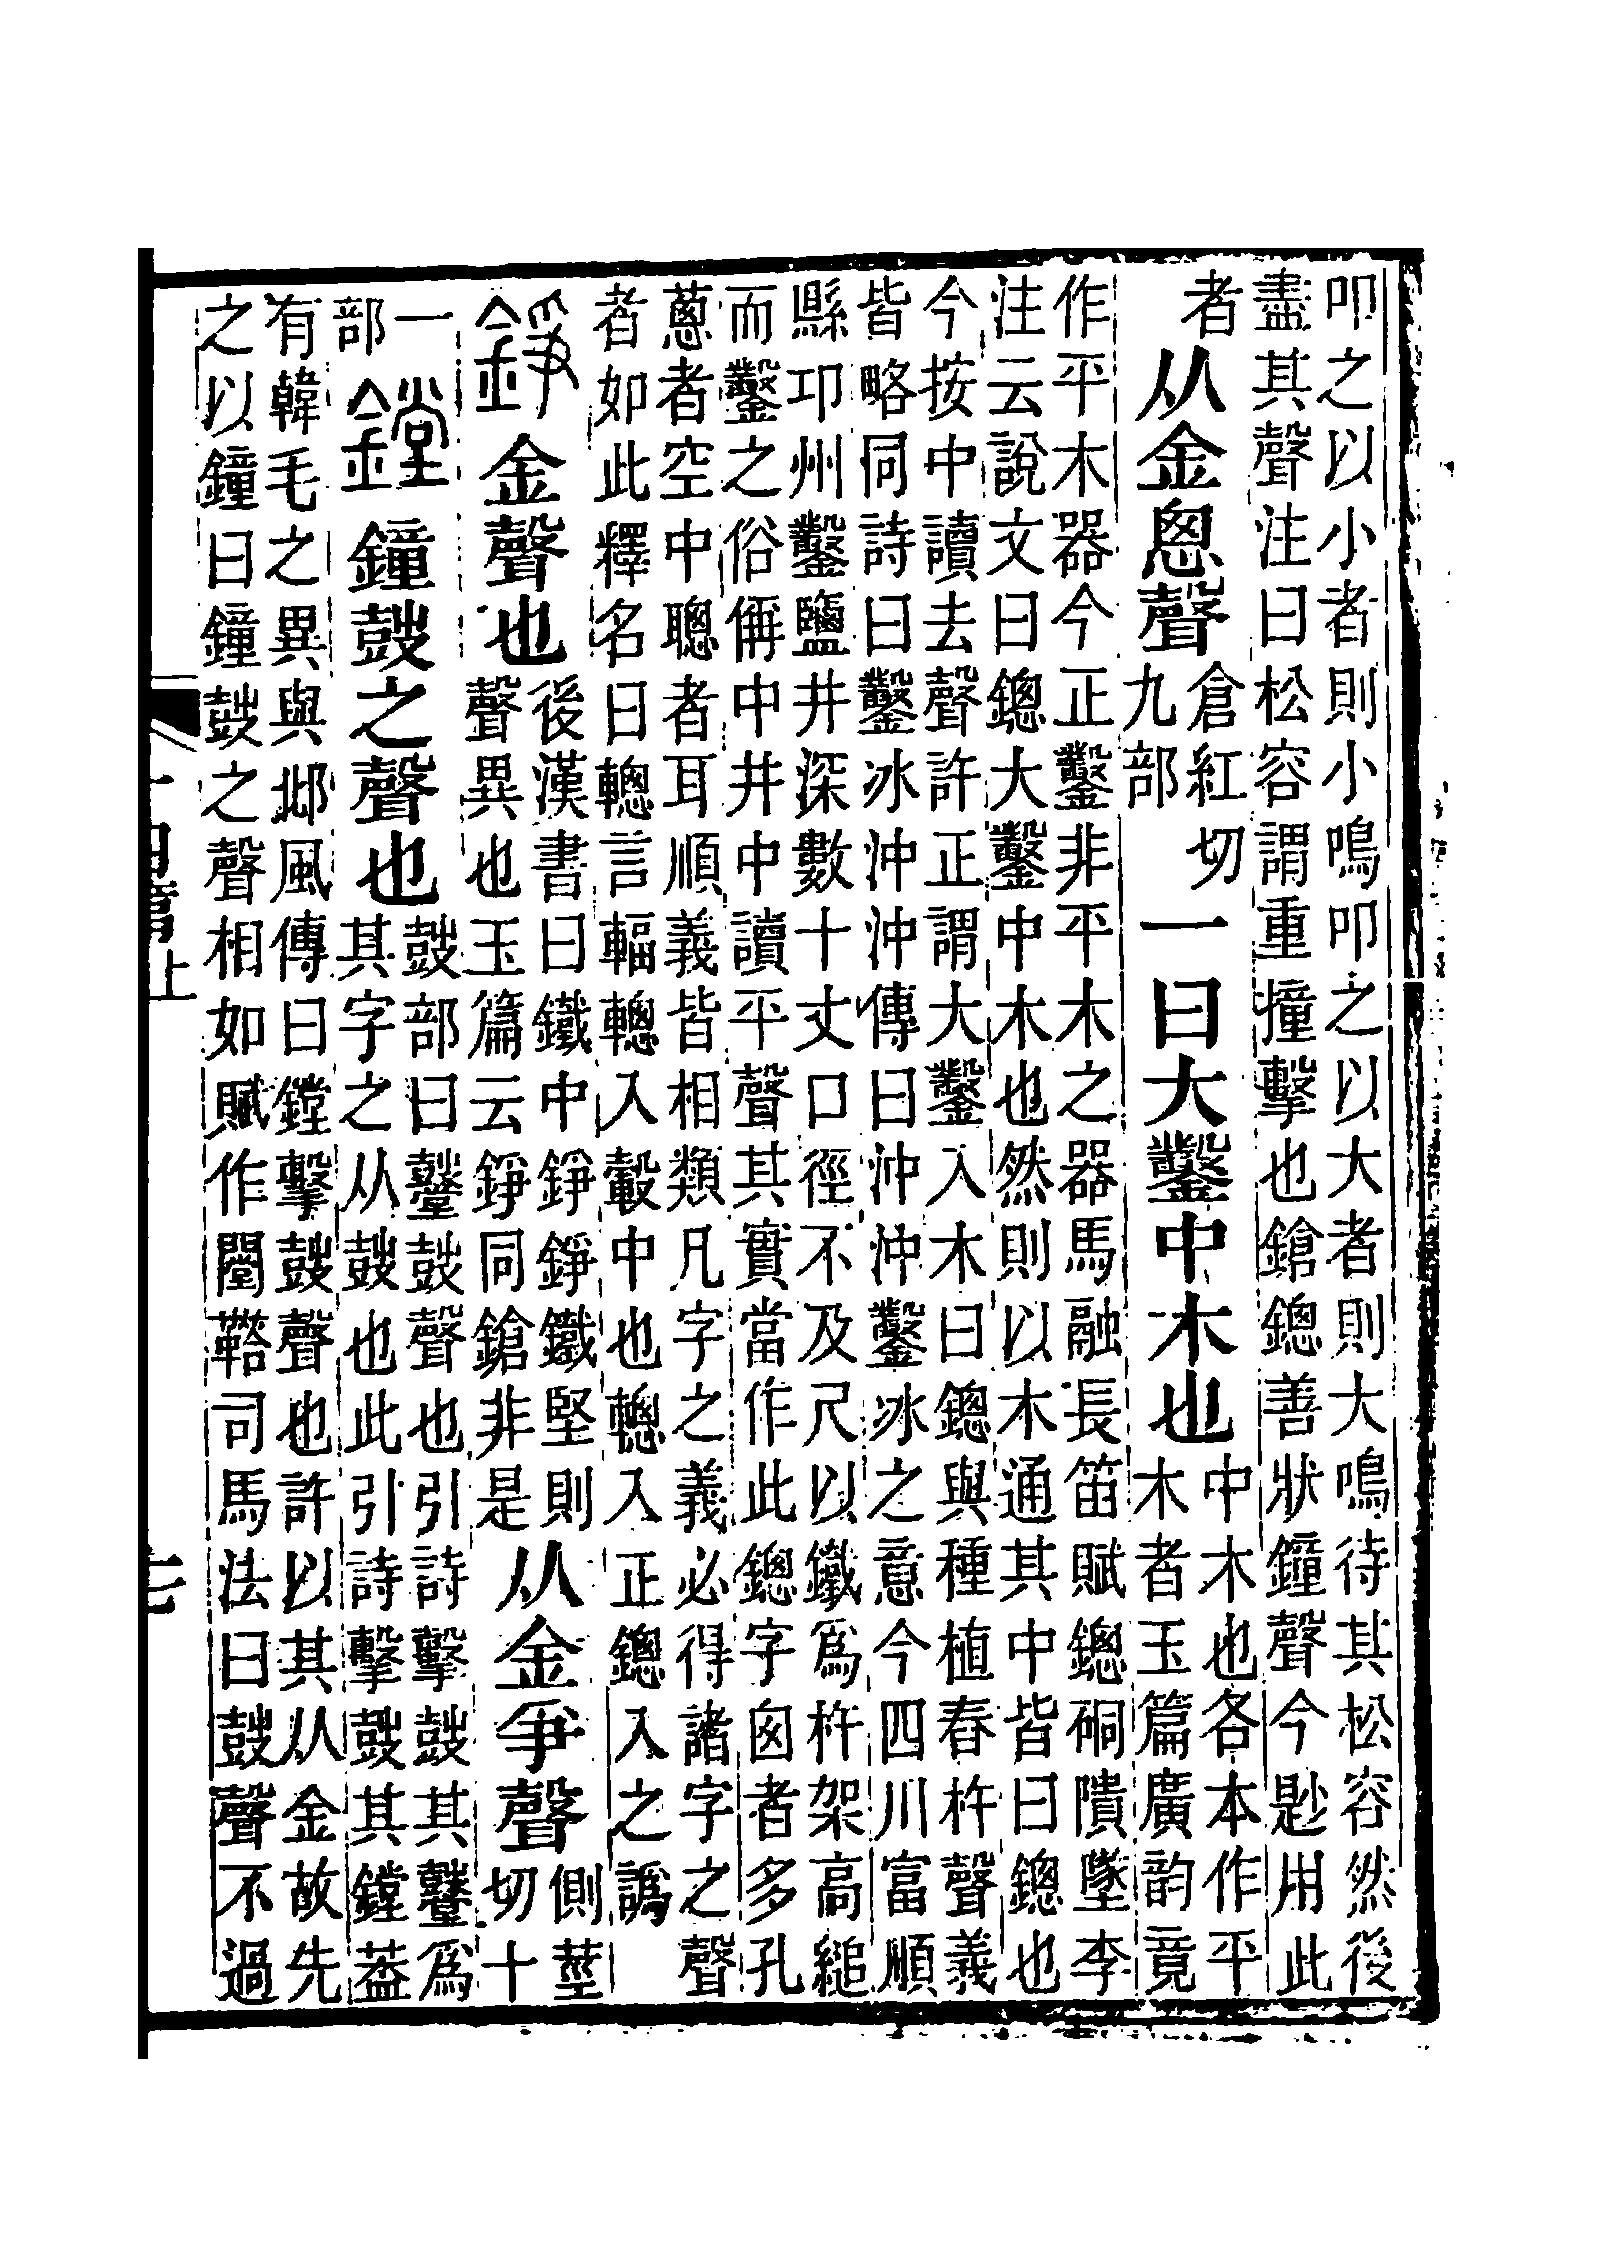 叩之以小者則小鳴叩之以大者則大鳴待其松容然後
盡其聲注曰松容謂重撞擊也鎗鏓善狀鐘聲今尟用此
者
从金悤聲
倉紅切
九部
一曰大鑿中木也
中木也各本作平
木者玉篇廣韵竟
作平木器今正鑿非平木之器馬融長笛賦鏓硐隤墜李
注云說文曰鏓大鑿中木也然則以木通其中皆曰鏓也
今按中讀去聲許正謂大鑿入木曰鏓與種植舂杵聲義
皆略同詩曰鑿冰沖沖傳曰沖沖鑿冰之意今四川富順
縣邛州鑿鹽井深數十丈口徑不及尺以鐵爲杵架高縋
而鑿之俗偁中井中讀平聲其實當作此鏓字囪者多孔
蔥者空中聰者耳順義皆相類凡字之義必得諸字之聲
者如此釋名曰𨎢言輻𨎢入轂中也𨎢入正鏓入之譌
錚
金聲也
後漢書曰鐵中錚錚鐵堅則
聲異也玉篇云錚同鎗非是
从金爭聲
側莖
切十
一
部
鏜
鐘鼓之聲也
鼓部曰鼞鼓聲也引詩擊鼓其鼞爲
其字之从鼓也此引詩擊鼓其鏜葢
有韓毛之異與邶風傳曰鏜擊鼓聲也許以其从金故先
之以鐘曰鐘鼓之聲相如賦作闛鞈司馬法曰鼓聲不過
十四篇上
七